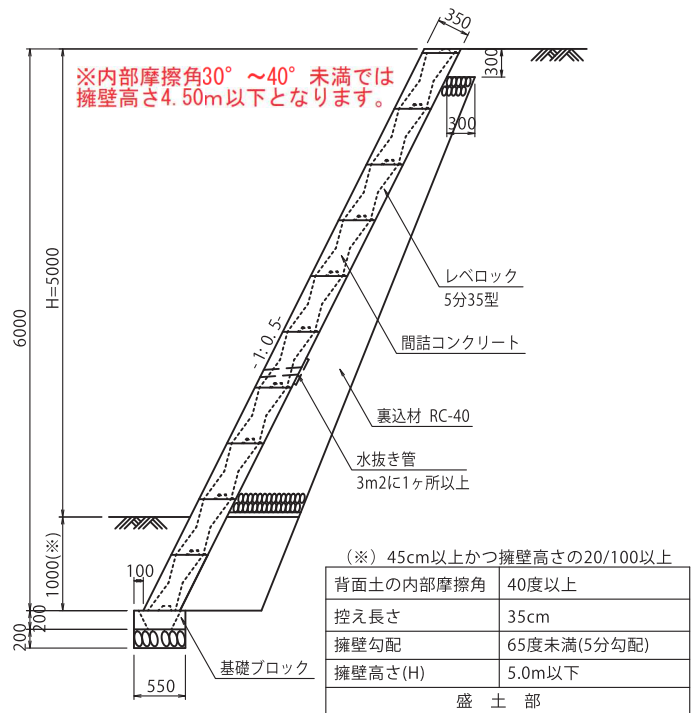 350
※内部摩擦角30°～40°未満では
擁壁高さ4.50m以下となります。
300
300
H=5000
6000
レベロック
5分35型
-1:0.5-
間詰コンクリート
裏込材 RC-40
水抜き管
3m2に1ヶ所以上
1000(※)
100
200
200
基礎ブロック
550
（※）45cm以上かつ擁壁高さの20/100以上
背面土の内部摩擦角 40度以上
控え長さ 35cm
擁壁勾配 65度未満(5分勾配)
擁壁高さ(H) 5.0m以下
盛 土 部